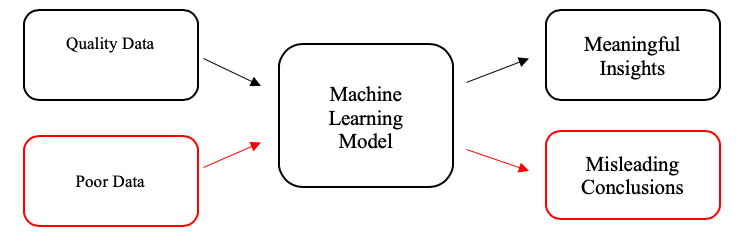 Quality Data
Poor Data
Machine
Learning
Model
Meaningful
Insights
Misleading
Conclusions